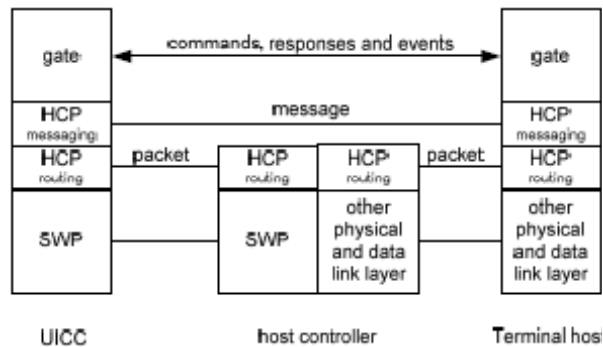 gate
commands, responses and events
gate
HCP
messaging
message
HCP
messaging
HCP
routing
packet
HCP
routing
HCP
routing
packet
HCP
routing
SWP
SWP
other
physical
and data
link layer
other
physical
and data
link layer
UICC
host controller
Terminal host